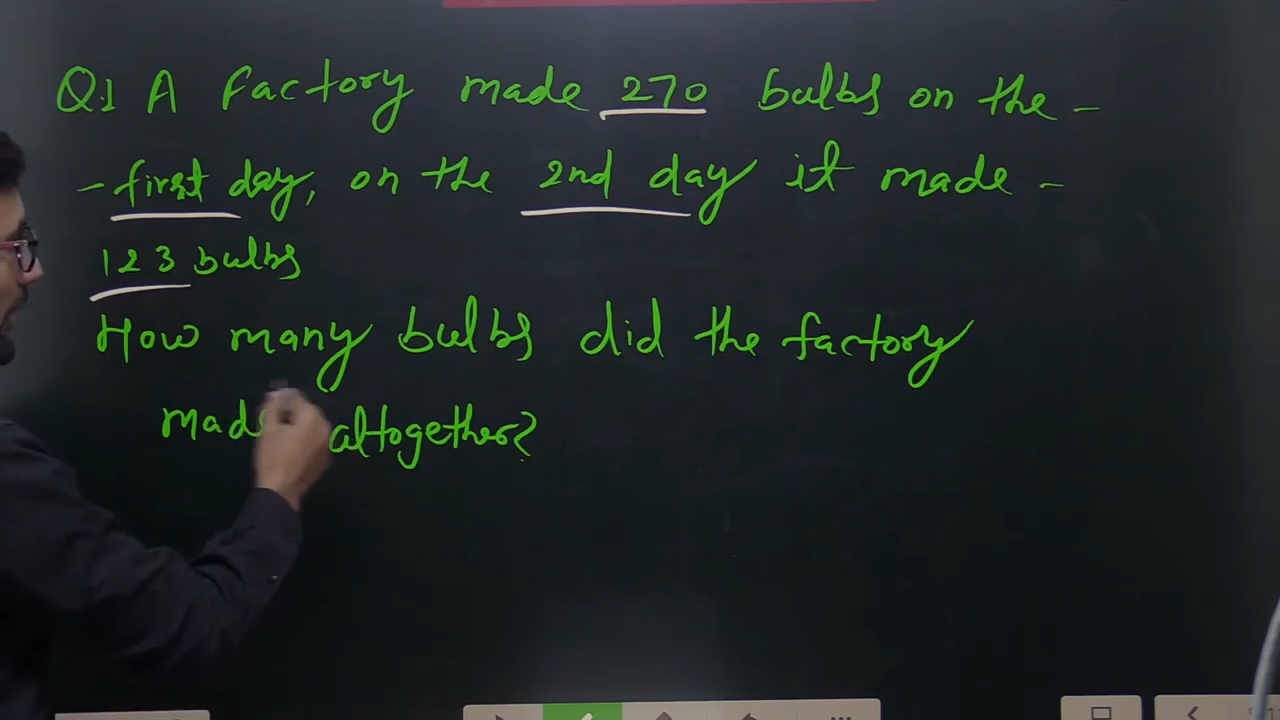 Q1 A Factory made 270 bulbs on the -
- first day, on the 2nd day it made -
123 bulbs
How many bulbs did the factory
made altogether?